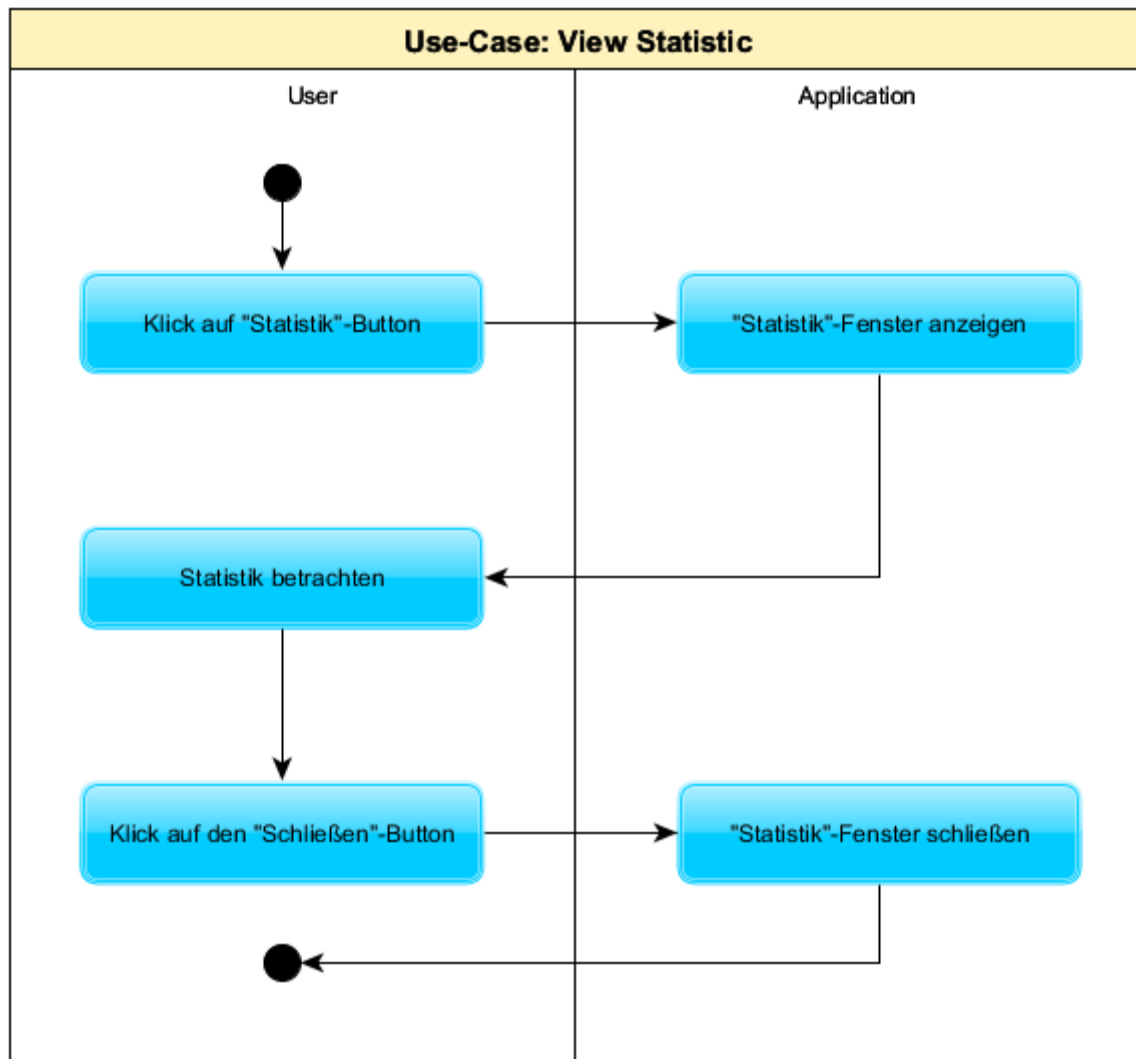 Use-Case: View Statistic
User
Application
Klick auf "Statistik"-Button
"Statistik"-Fenster anzeigen
Statistik betrachten
Klick auf den "Schließen"-Button
"Statistik"-Fenster schließen